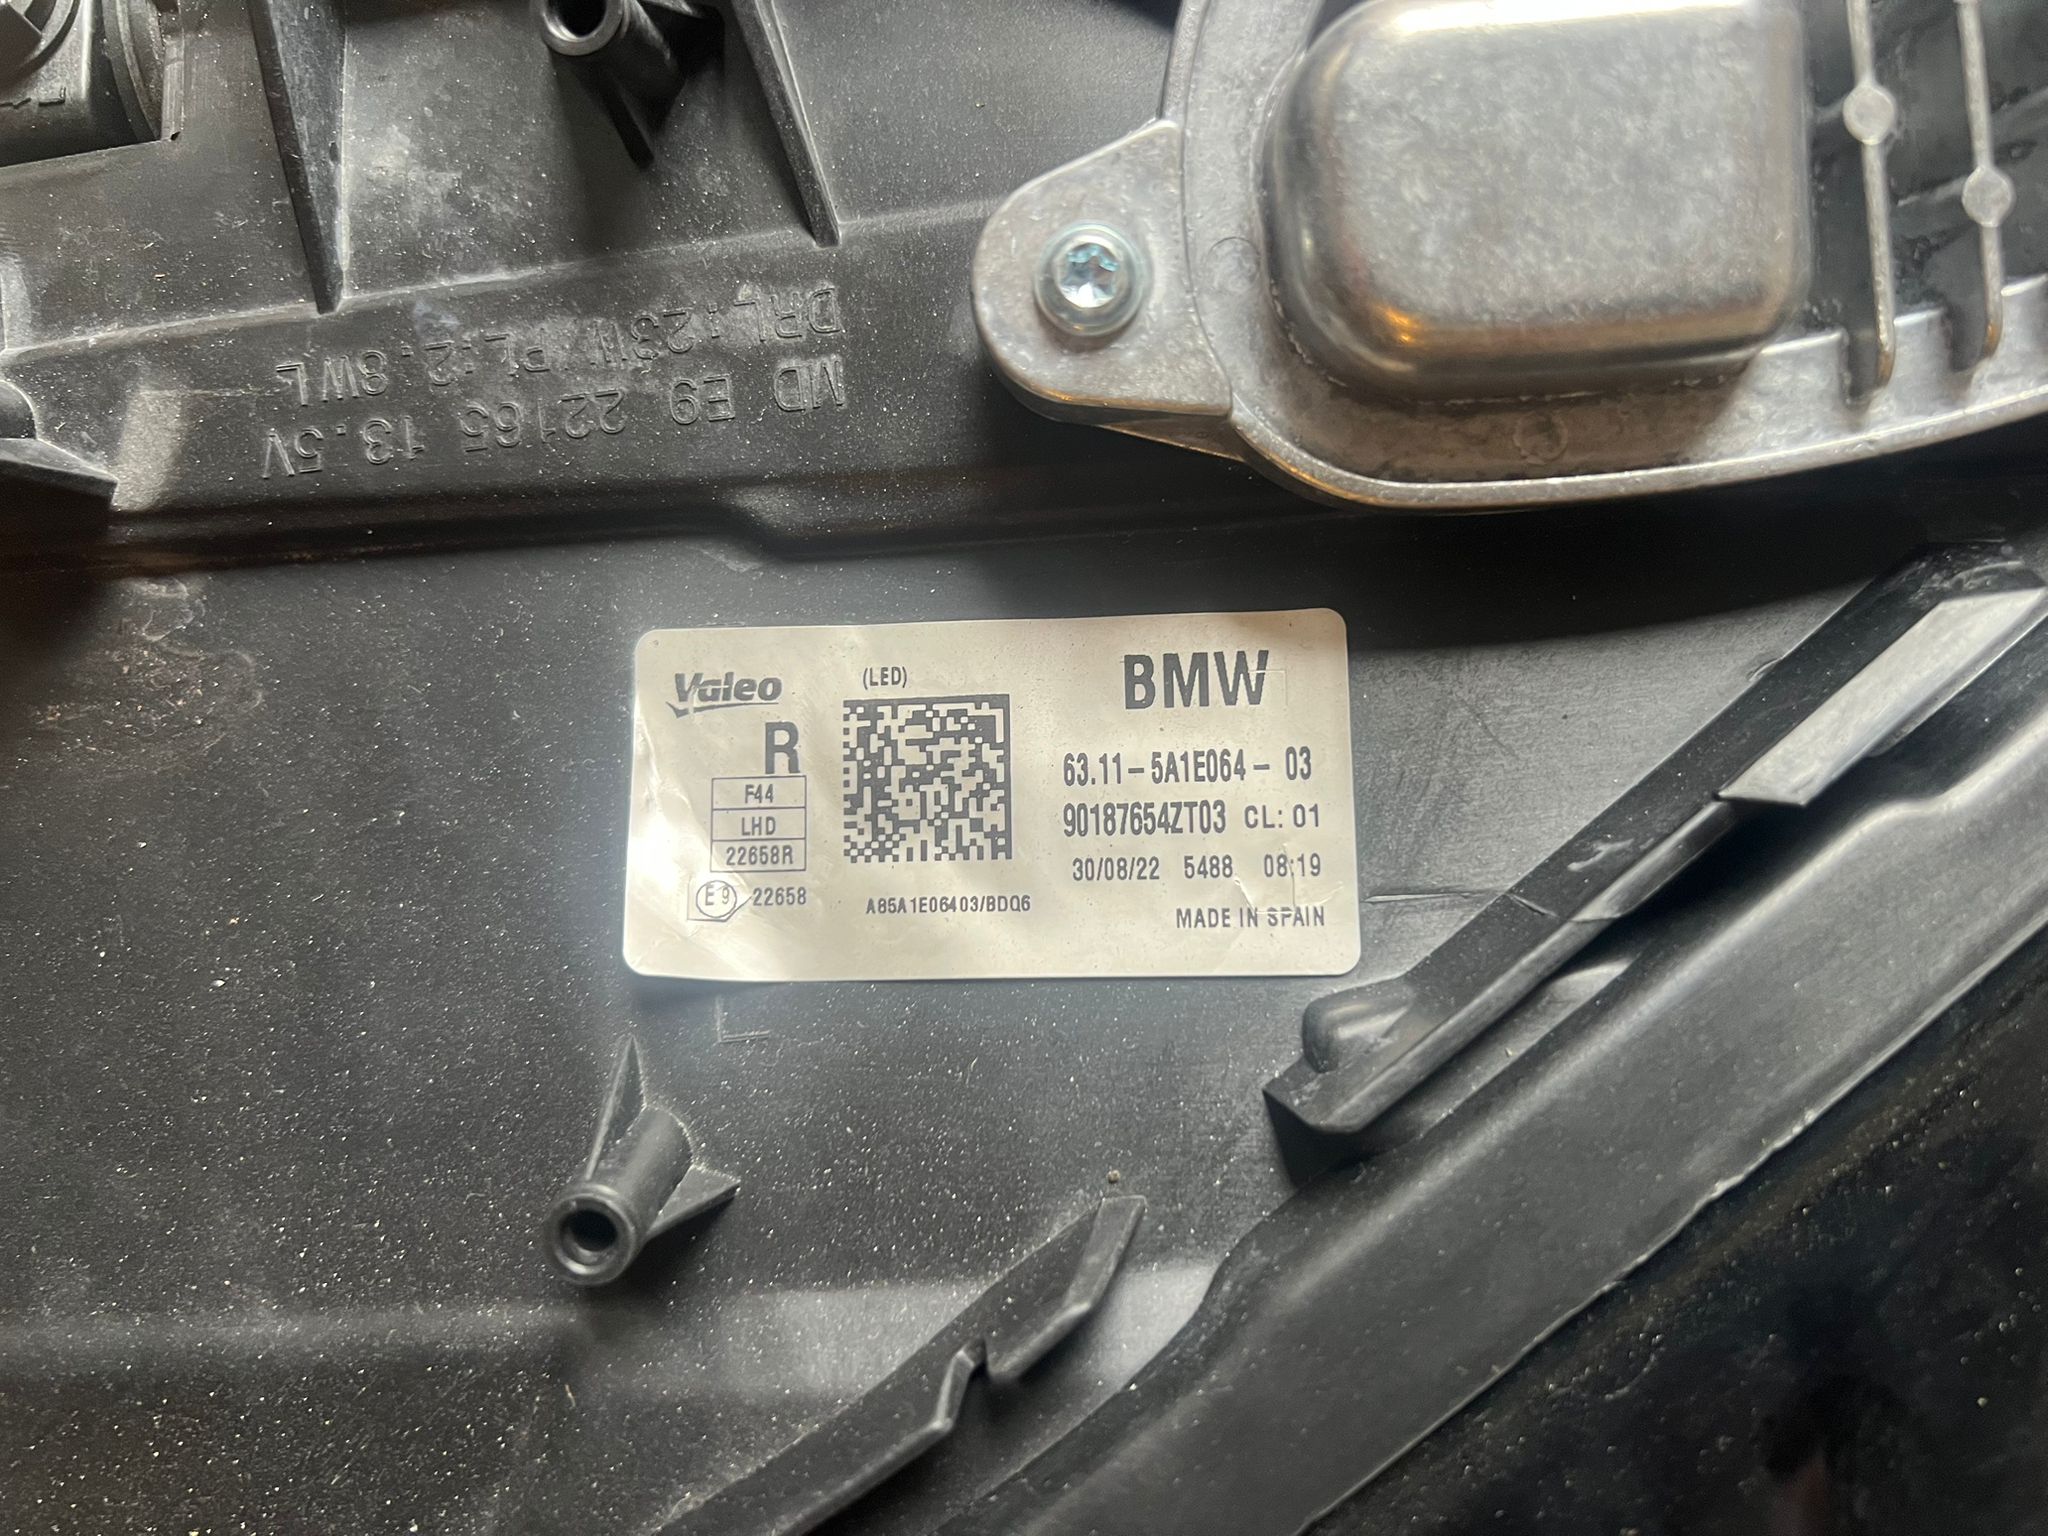 DRL:23W/PL:2.8WL
MD E9 22165 13.5V
Valeo
(LED)
BMW
R
F44
LHD
22658R
E9 22658
A85A1E06403/BDQ6
63.11-5A1E064-03
90187654ZT03 CL: 01
30/08/22 5488 08:19
MADE IN SPAIN